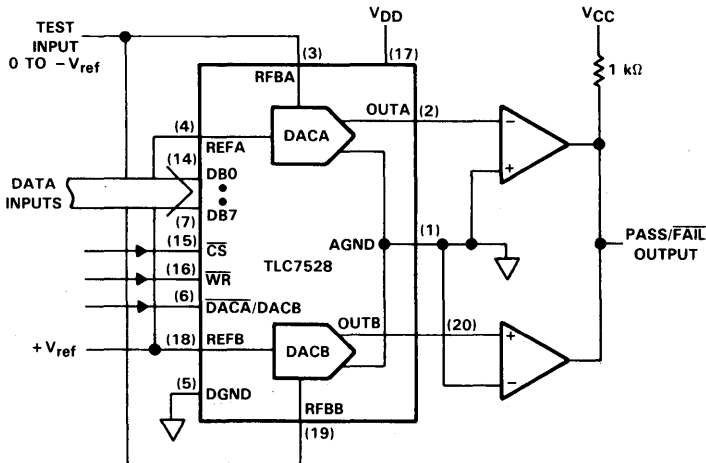 TEST
INPUT
0 TO −Vref
(3)
VDD
(17)
VCC
1 kΩ
RFBA
OUTA
(2)
−
+
(4)
REFA
DACA
(14)
DB0
DATA
INPUTS
DB7
(7)
(15)
CS
AGND
(1)
PASS/FAIL
OUTPUT
(16)
WR
TLC7528
(6)
DACA/DACB
OUTB
(20)
+
−
+Vref
(18)
REFB
DACB
(5)
DGND
RFBB
(19)